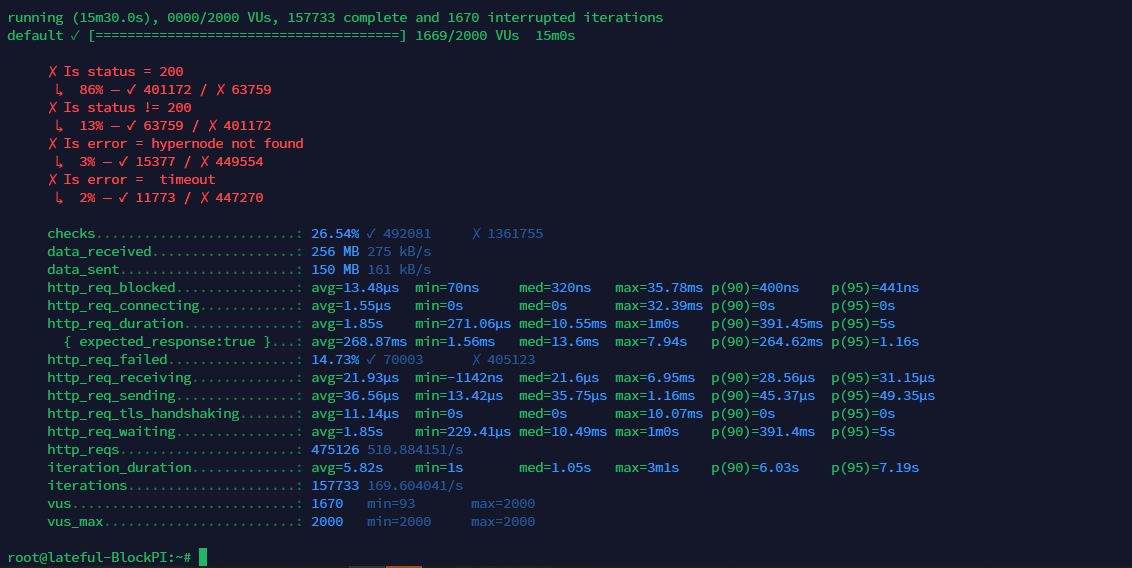 running (15m30.0s), 0000/2000 VUs, 157733 complete and 1670 interrupted iterations
default ✓ [======================================] 1669/2000 VUs  15m0s
✗ Is status = 200
↳  86% — ✓ 401172 / ✗ 63759
✗ Is status != 200
↳  13% — ✓ 63759 / ✗ 401172
✗ Is error = hypernode not found
↳  3% — ✓ 15377 / ✗ 449554
✗ Is error =  timeout
↳  2% — ✓ 11773 / ✗ 447270
checks.........................: 26.54% ✓ 492081     ✗ 1361755
data_received..................: 256 MB 275 kB/s
data_sent......................: 150 MB 161 kB/s
http_req_blocked...............: avg=13.48µs  min=70ns     med=320ns   max=35.78ms p(90)=400ns    p(95)=441ns
http_req_connecting............: avg=1.55µs   min=0s       med=0s      max=32.39ms p(90)=0s       p(95)=0s
http_req_duration..............: avg=1.85s    min=271.06µs med=10.55ms max=1m0s    p(90)=391.45ms p(95)=5s
{ expected_response:true }...: avg=268.87ms min=1.56ms   med=13.6ms  max=7.94s   p(90)=264.62ms p(95)=1.16s
http_req_failed................: 14.73% ✓ 70003      ✗ 405123
http_req_receiving.............: avg=21.93µs  min=-1142ns  med=21.6µs  max=6.95ms  p(90)=28.56µs  p(95)=31.15µs
http_req_sending...............: avg=36.56µs  min=13.42µs  med=35.75µs max=1.16ms  p(90)=45.37µs  p(95)=49.35µs
http_req_tls_handshaking.......: avg=11.14µs  min=0s       med=0s      max=10.07ms p(90)=0s       p(95)=0s
http_req_waiting...............: avg=1.85s    min=229.41µs med=10.49ms max=1m0s    p(90)=391.4ms  p(95)=5s
http_reqs......................: 475126 510.884151/s
iteration_duration.............: avg=5.82s    min=1s       med=1.05s   max=3m1s    p(90)=6.03s    p(95)=7.19s
iterations.....................: 157733 169.604041/s
vus............................: 1670   min=93       max=2000
vus_max........................: 2000   min=2000     max=2000
root@lateful-BlockPI:~#